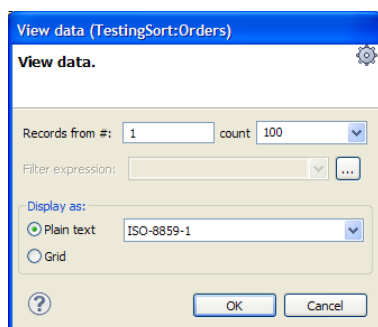 View data (TestingSort:Orders)
View data.
Records from #: 1 count 100
Filter expression: ...
Display as:
Plain text ISO-8859-1
Grid
? OK Cancel